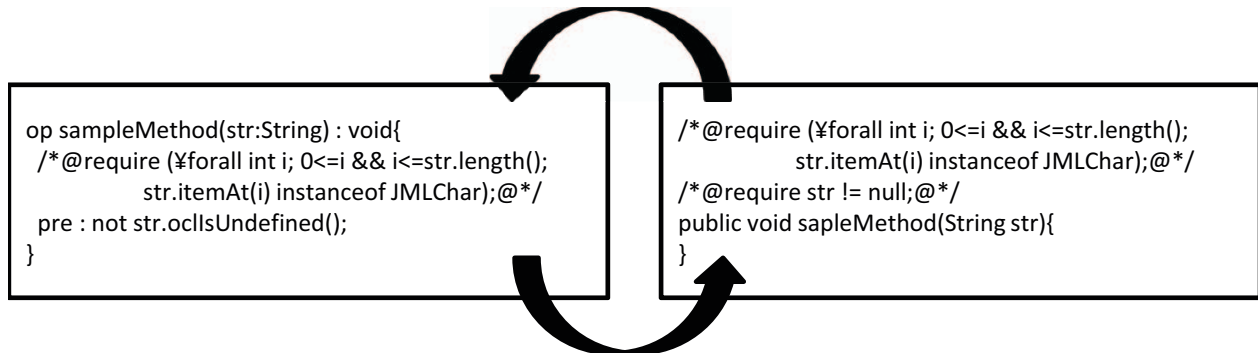 op sampleMethod(str:String) : void{
/*@require (¥forall int i; 0<=i && i<=str.length();
str.itemAt(i) instanceof JMLChar);@*/
pre : not str.oclIsUndefined();
}
/*@require (¥forall int i; 0<=i && i<=str.length();
str.itemAt(i) instanceof JMLChar);@*/
/*@require str != null;@*/
public void sapleMethod(String str){
}